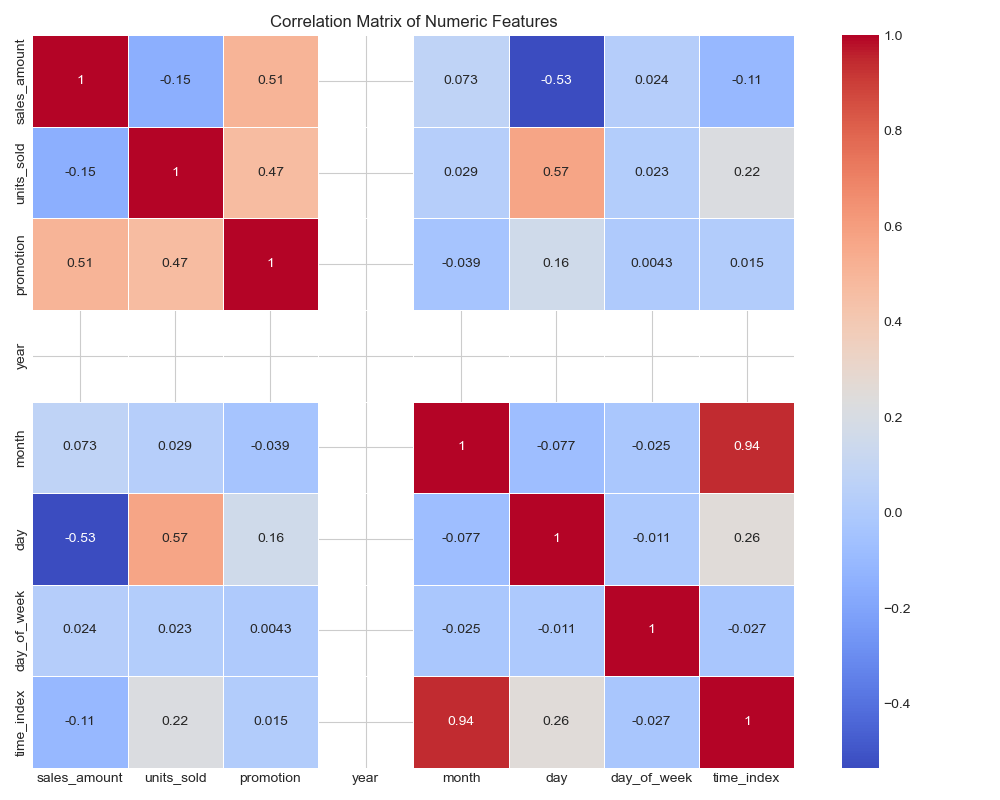 Correlation Matrix of Numeric Features
sales_amount 1 -0.15 0.51 0.073 -0.53 0.024 -0.11
units_sold -0.15 1 0.47 0.029 0.57 0.023 0.22
promotion 0.51 0.47 1 -0.039 0.16 0.0043 0.015
year
month 0.073 0.029 -0.039 1 -0.077 -0.025 0.94
day -0.53 0.57 0.16 -0.077 1 -0.011 0.26
day_of_week 0.024 0.023 0.0043 -0.025 -0.011 1 -0.027
time_index -0.11 0.22 0.015 0.94 0.26 -0.027 1
sales_amount units_sold promotion year month day day_of_week time_index
1.0
0.8
0.6
0.4
0.2
0.0
−0.2
−0.4